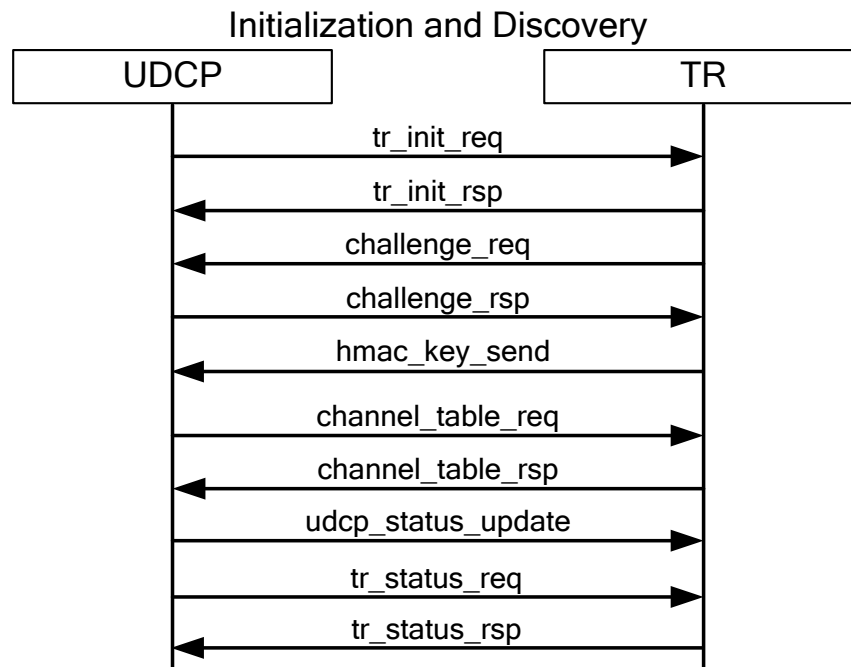 Initialization and Discovery
UDCP
TR
tr_init_req
tr_init_rsp
challenge_req
challenge_rsp
hmac_key_send
channel_table_req
channel_table_rsp
udcp_status_update
tr_status_req
tr_status_rsp